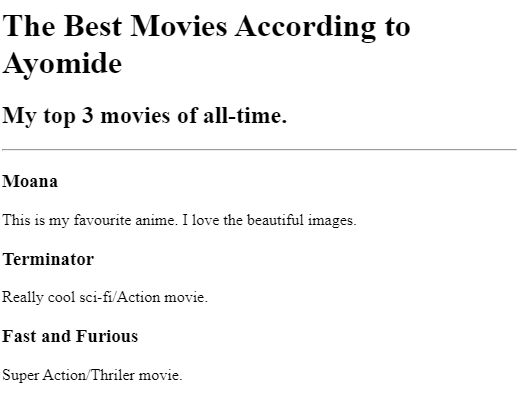 The Best Movies According to
Ayomide
My top 3 movies of all-time.
Moana
This is my favourite anime. I love the beautiful images.
Terminator
Really cool sci-fi/Action movie.
Fast and Furious
Super Action/Thriler movie.